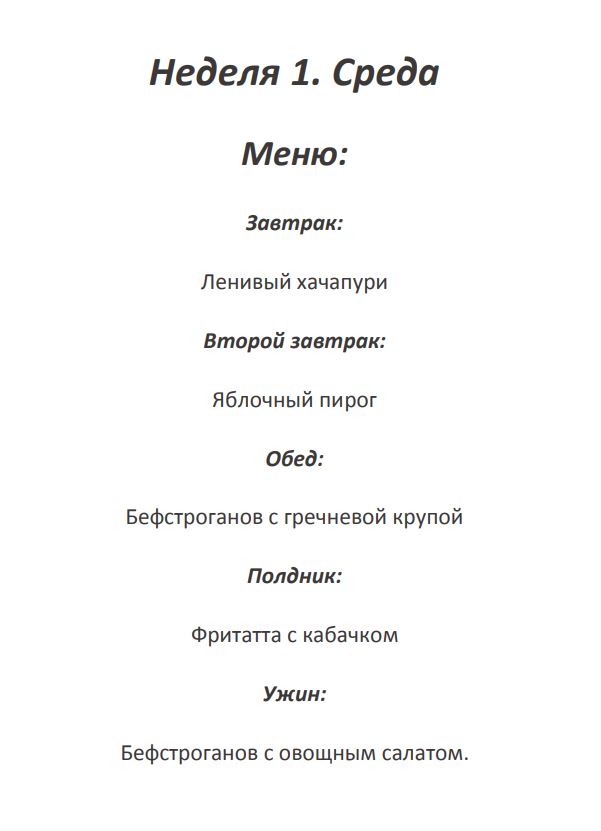 Неделя 1. Среда
Меню:
Завтрак:
Ленивый хачапури
Второй завтрак:
Яблочный пирог
Обед:
Бефстроганов с гречневой крупой
Полдник:
Фритатта с кабачком
Ужин:
Бефстроганов с овощным салатом.